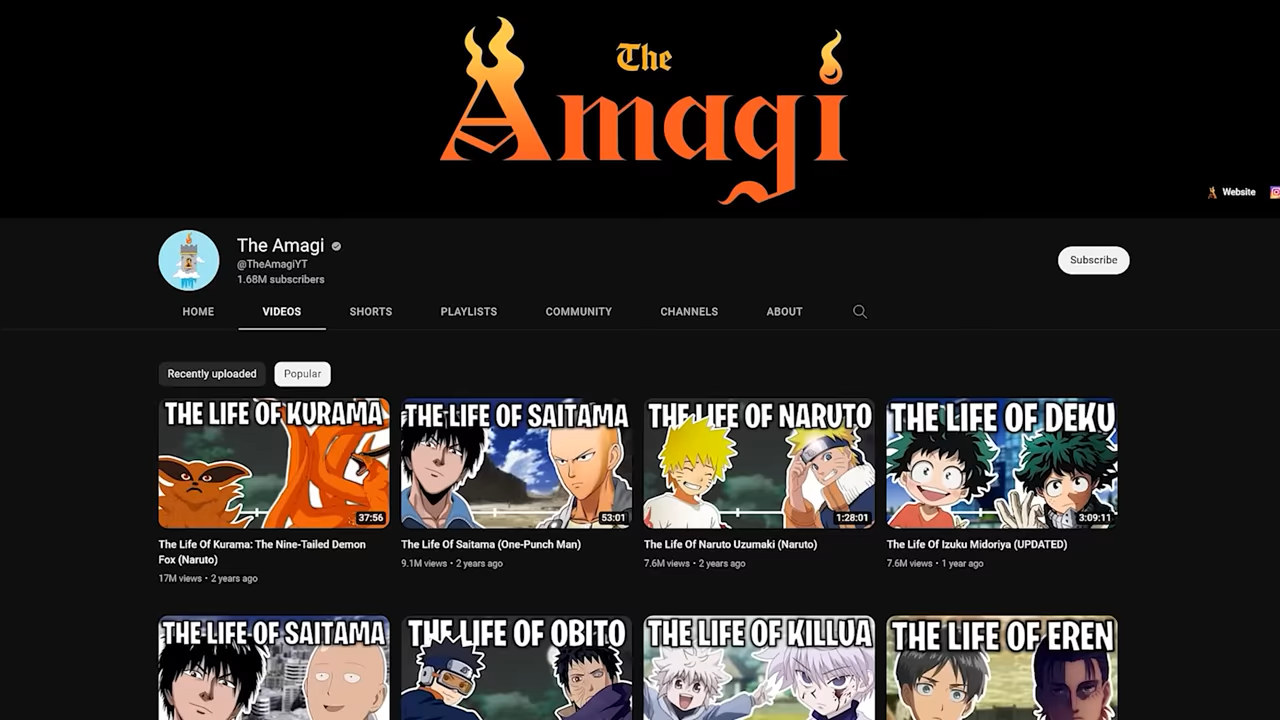 The
Amagi
Website
The Amagi
@TheAmagiYT
1.68M subscribers
Subscribe
HOME VIDEOS SHORTS PLAYLISTS COMMUNITY CHANNELS ABOUT
Recently uploaded Popular
THE LIFE OF KURAMA THE LIFE OF SAITAMA THE LIFE OF NARUTO THE LIFE OF DEKU
37:56 53:01 1:28:01 3:09:11
The Life Of Kurama: The Nine-Tailed Demon
Fox (Naruto)
17M views • 2 years ago
The Life Of Saitama (One-Punch Man)
9.1M views • 2 years ago
The Life Of Naruto Uzumaki (Naruto)
7.6M views • 2 years ago
The Life Of Izuku Midoriya (UPDATED)
7.6M views • 1 year ago
THE LIFE OF SAITAMA THE LIFE OF OBITO THE LIFE OF KILLUA THE LIFE OF EREN